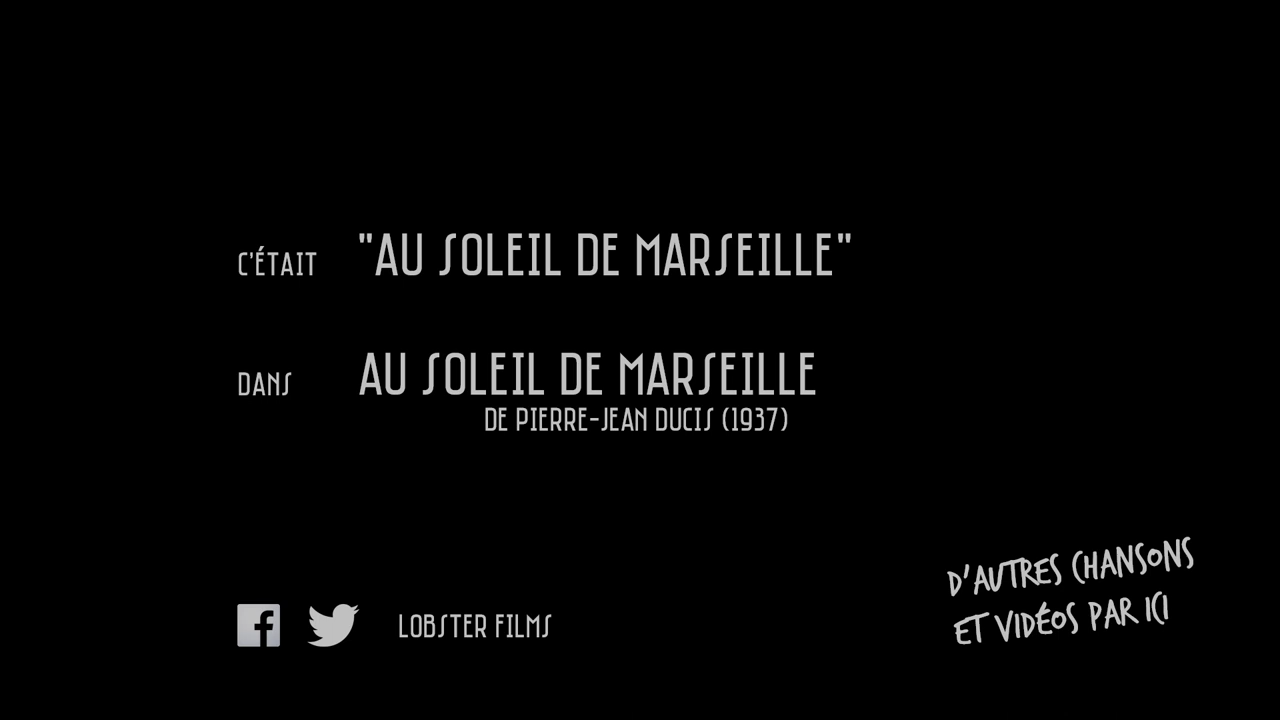 C'ÉTAIT "AU SOLEIL DE MARSEILLE"
DANS AU SOLEIL DE MARSEILLE
DE PIERRE-JEAN DUCIS (1937)
D'AUTRES CHANSONS
ET VIDÉOS PAR ICI
LOBSTER FILMS